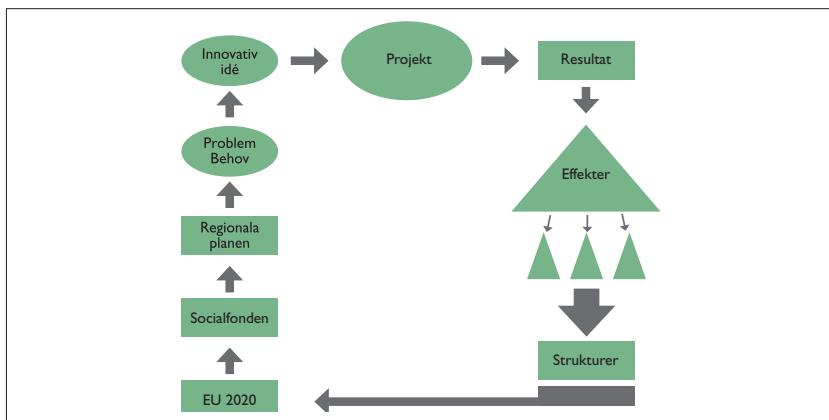 Innovativ
idé
Projekt
Resultat
Problem
Behov
Effekter
Regionala
planen
Socialfonden
Strukturer
EU 2020